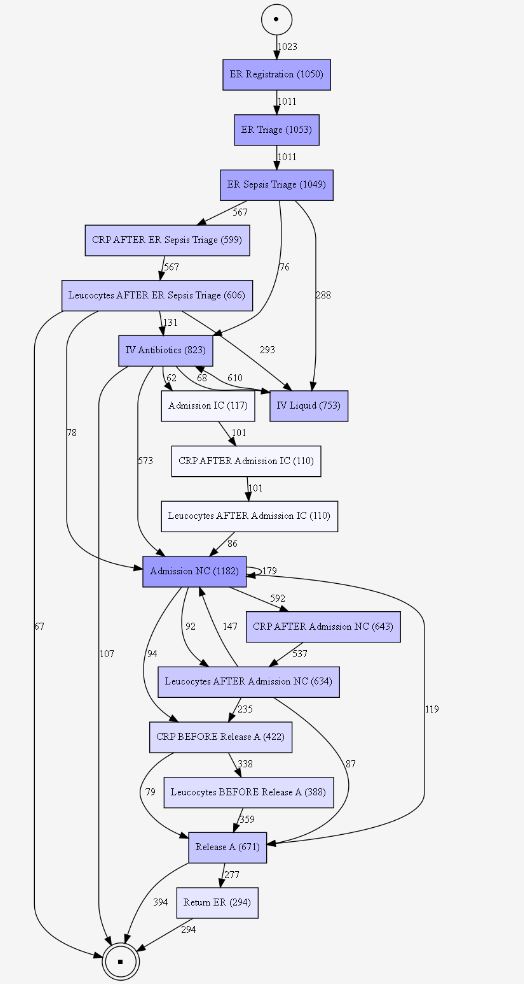 1023
ER Registration (1050)
1011
ER Triage (1053)
1011
ER Sepsis Triage (1049)
567
CRP AFTER ER Sepsis Triage (599)
567
76
288
Leucocytes AFTER ER Sepsis Triage (606)
131
293
IV Antibiotics (823)
62
68
610
Admission IC (117)
IV Liquid (753)
78
101
573
CRP AFTER Admission IC (110)
101
Leucocytes AFTER Admission IC (110)
86
Admission NC (1182)
179
592
67
92
147
CRP AFTER Admission NC (643)
107
94
537
Leucocytes AFTER Admission NC (634)
235
119
CRP BEFORE Release A (422)
338
87
79
Leucocytes BEFORE Release A (388)
359
Release A (671)
277
394
Return ER (294)
294